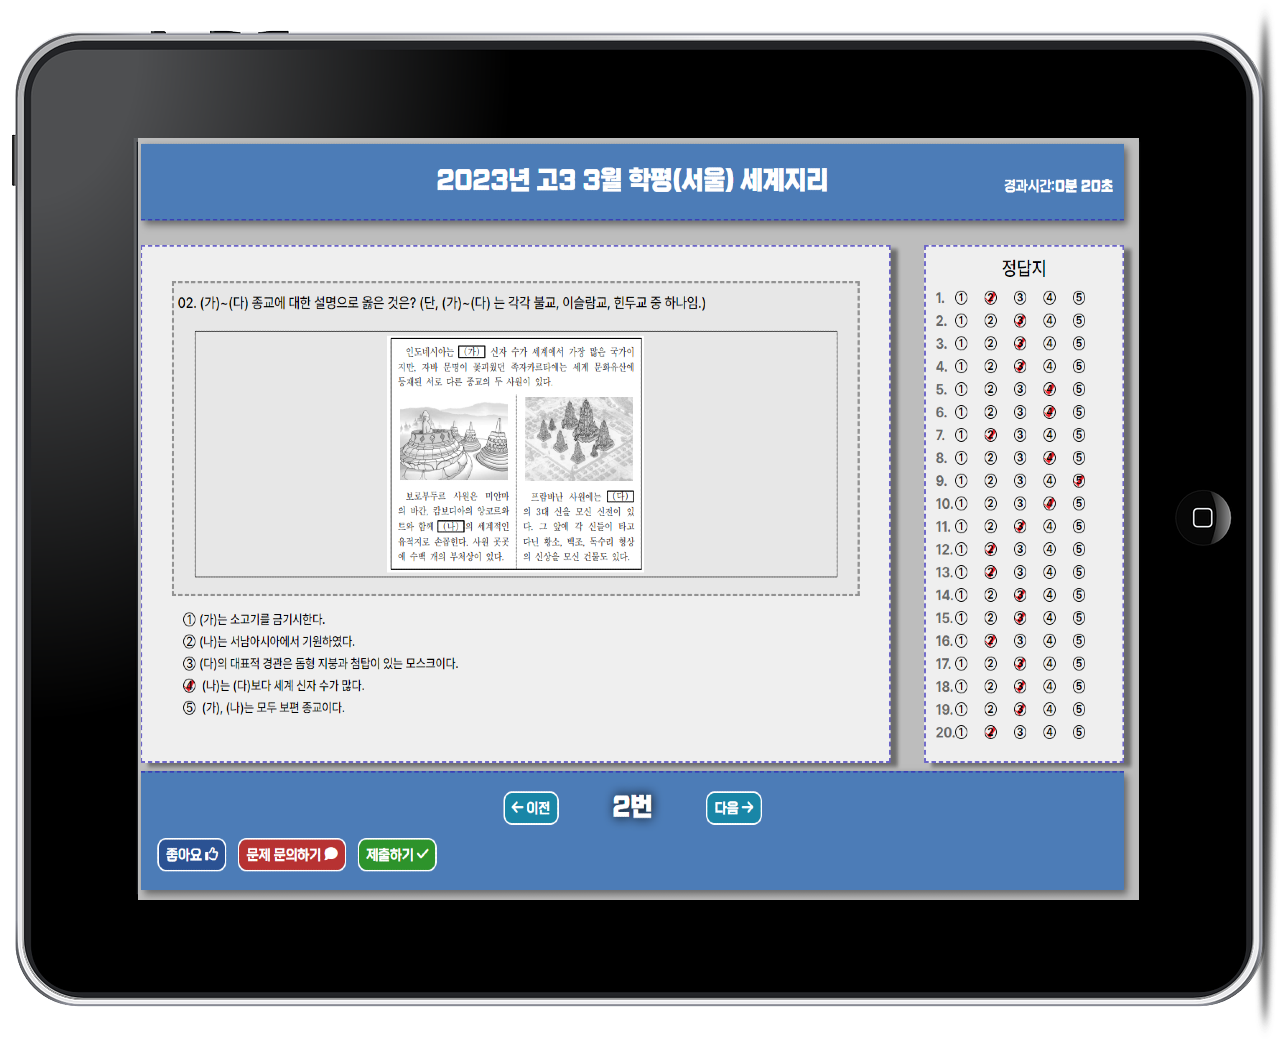 2023년 고3 3월 학평(서울) 세계지리
경과시간:0분 20초
02. (가)~(다) 종교에 대한 설명으로 옳은 것은? (단, (가)~(다) 는 각각 불교, 이슬람교, 힌두교 중 하나임.)
인도네시아는 (가) 신자 수가 세계에서 가장 많은 국가이
지만, 자바 문명이 꽃피웠던 족자카르타에는 세계 문화유산에
등재된 서로 다른 종교의 두 사원이 있다.
보로부두르 사원은 미얀마
의 바간, 캄보디아의 앙코르와
트와 함께 (나)의 세계적인
유적지로 손꼽힌다. 사원 곳곳
에 수백 개의 부처상이 있다.
프람바난 사원에는 (다)
의 3대 신을 모신 신전이 있
다. 그 앞에 각 신들이 타고
다닌 황소, 백조, 독수리 형상
의 신상을 모신 건물도 있다.
① (가)는 소고기를 금기시한다.
② (나)는 서남아시아에서 기원하였다.
③ (다)의 대표적 경관은 돔형 지붕과 첨탑이 있는 모스크이다.
④ (나)는 (다)보다 세계 신자 수가 많다.
⑤ (가), (나)는 모두 보편 종교이다.
정답지
1. ① ② ③ ④ ⑤
2. ① ② ③ ④ ⑤
3. ① ② ③ ④ ⑤
4. ① ② ③ ④ ⑤
5. ① ② ③ ④ ⑤
6. ① ② ③ ④ ⑤
7. ① ② ③ ④ ⑤
8. ① ② ③ ④ ⑤
9. ① ② ③ ④ ⑤
10. ① ② ③ ④ ⑤
11. ① ② ③ ④ ⑤
12. ① ② ③ ④ ⑤
13. ① ② ③ ④ ⑤
14. ① ② ③ ④ ⑤
15. ① ② ③ ④ ⑤
16. ① ② ③ ④ ⑤
17. ① ② ③ ④ ⑤
18. ① ② ③ ④ ⑤
19. ① ② ③ ④ ⑤
20. ① ② ③ ④ ⑤
이전 2번 다음
좋아요 문제 문의하기 제출하기